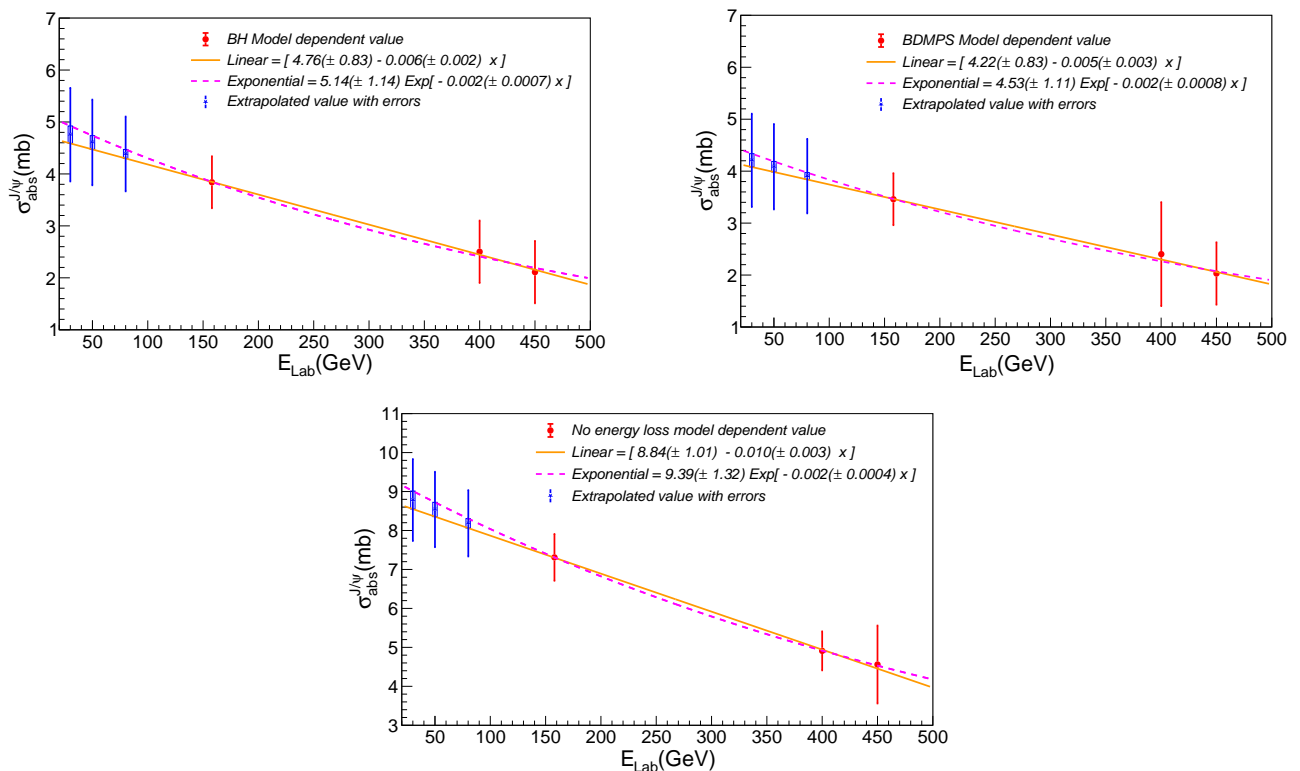 BH Model dependent value
Linear = [ 4.76(± 0.83) - 0.006(± 0.002) x ]
Exponential = 5.14(± 1.14) Exp[ - 0.002(± 0.0007) x ]
Extrapolated value with errors
σ_abs^J/ψ (mb)
7
6
5
4
3
2
1
50 100 150 200 250 300 350 400 450 500
E_Lab(GeV)
BDMPS Model dependent value
Linear = [ 4.22(± 0.83) - 0.005(± 0.003) x ]
Exponential = 4.53(± 1.11) Exp[ - 0.002(± 0.0008) x ]
Extrapolated value with errors
σ_abs^J/ψ (mb)
7
6
5
4
3
2
1
50 100 150 200 250 300 350 400 450 500
E_Lab(GeV)
No energy loss model dependent value
Linear = [ 8.84(± 1.01) - 0.010(± 0.003) x ]
Exponential = 9.39(± 1.32) Exp[ - 0.002(± 0.0004) x ]
Extrapolated value with errors
σ_abs^J/ψ (mb)
11
10
9
8
7
6
5
4
3
50 100 150 200 250 300 350 400 450 500
E_Lab(GeV)